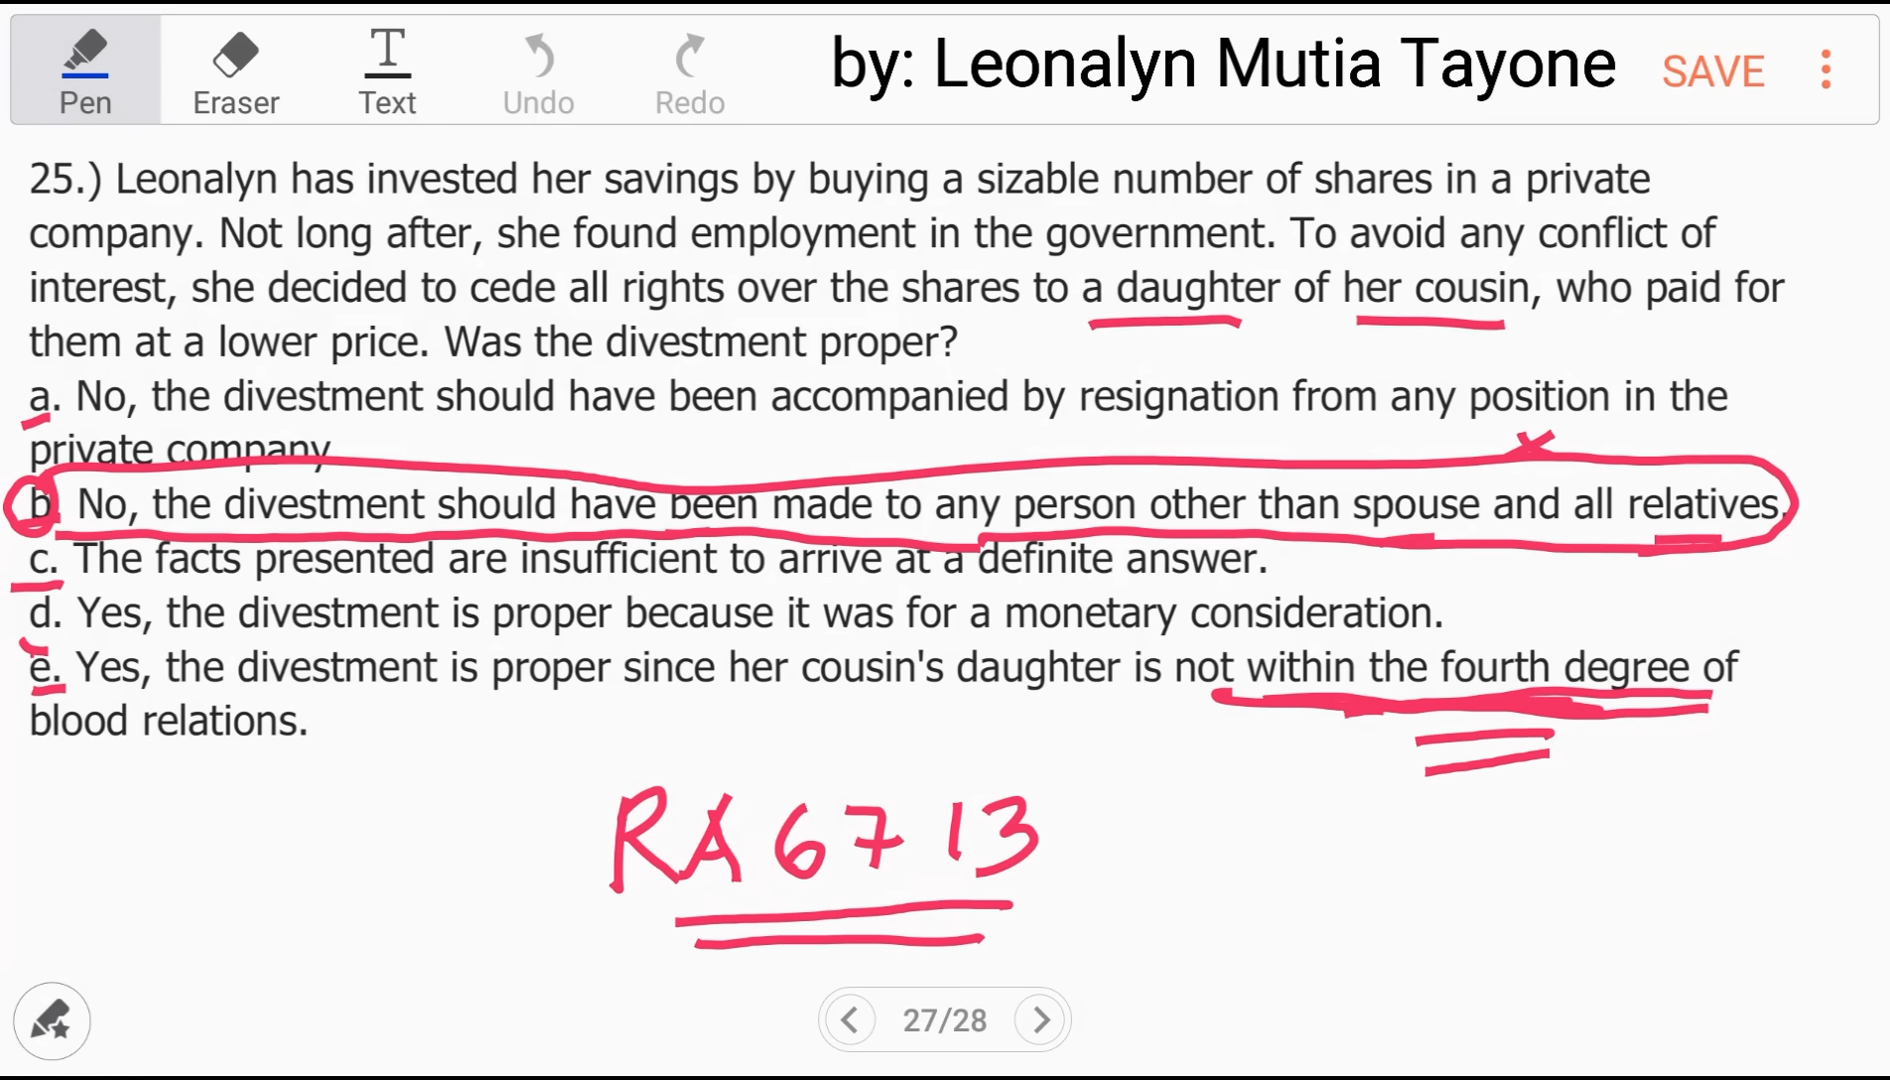 Pen
Eraser
T
Text
Undo
Redo
by: Leonalyn Mutia Tayone
SAVE
25.) Leonalyn has invested her savings by buying a sizable number of shares in a private
company. Not long after, she found employment in the government. To avoid any conflict of
interest, she decided to cede all rights over the shares to a daughter of her cousin, who paid for
them at a lower price. Was the divestment proper?
a. No, the divestment should have been accompanied by resignation from any position in the
private company
b. No, the divestment should have been made to any person other than spouse and all relatives.
c. The facts presented are insufficient to arrive at a definite answer.
d. Yes, the divestment is proper because it was for a monetary consideration.
e. Yes, the divestment is proper since her cousin's daughter is not within the fourth degree of
blood relations.
RA 6713
27/28